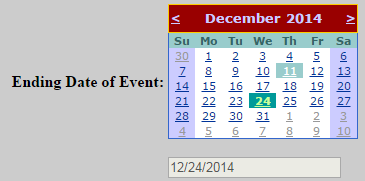 < December 2014 >
Su Mo Tu We Th Fr Sa
30 1 2 3 4 5 6
7 8 9 10 11 12 13
Ending Date of Event:
14 15 16 17 18 19 20
21 22 23 24 25 26 27
28 29 30 31 1 2 3
4 5 6 7 8 9 10
12/24/2014